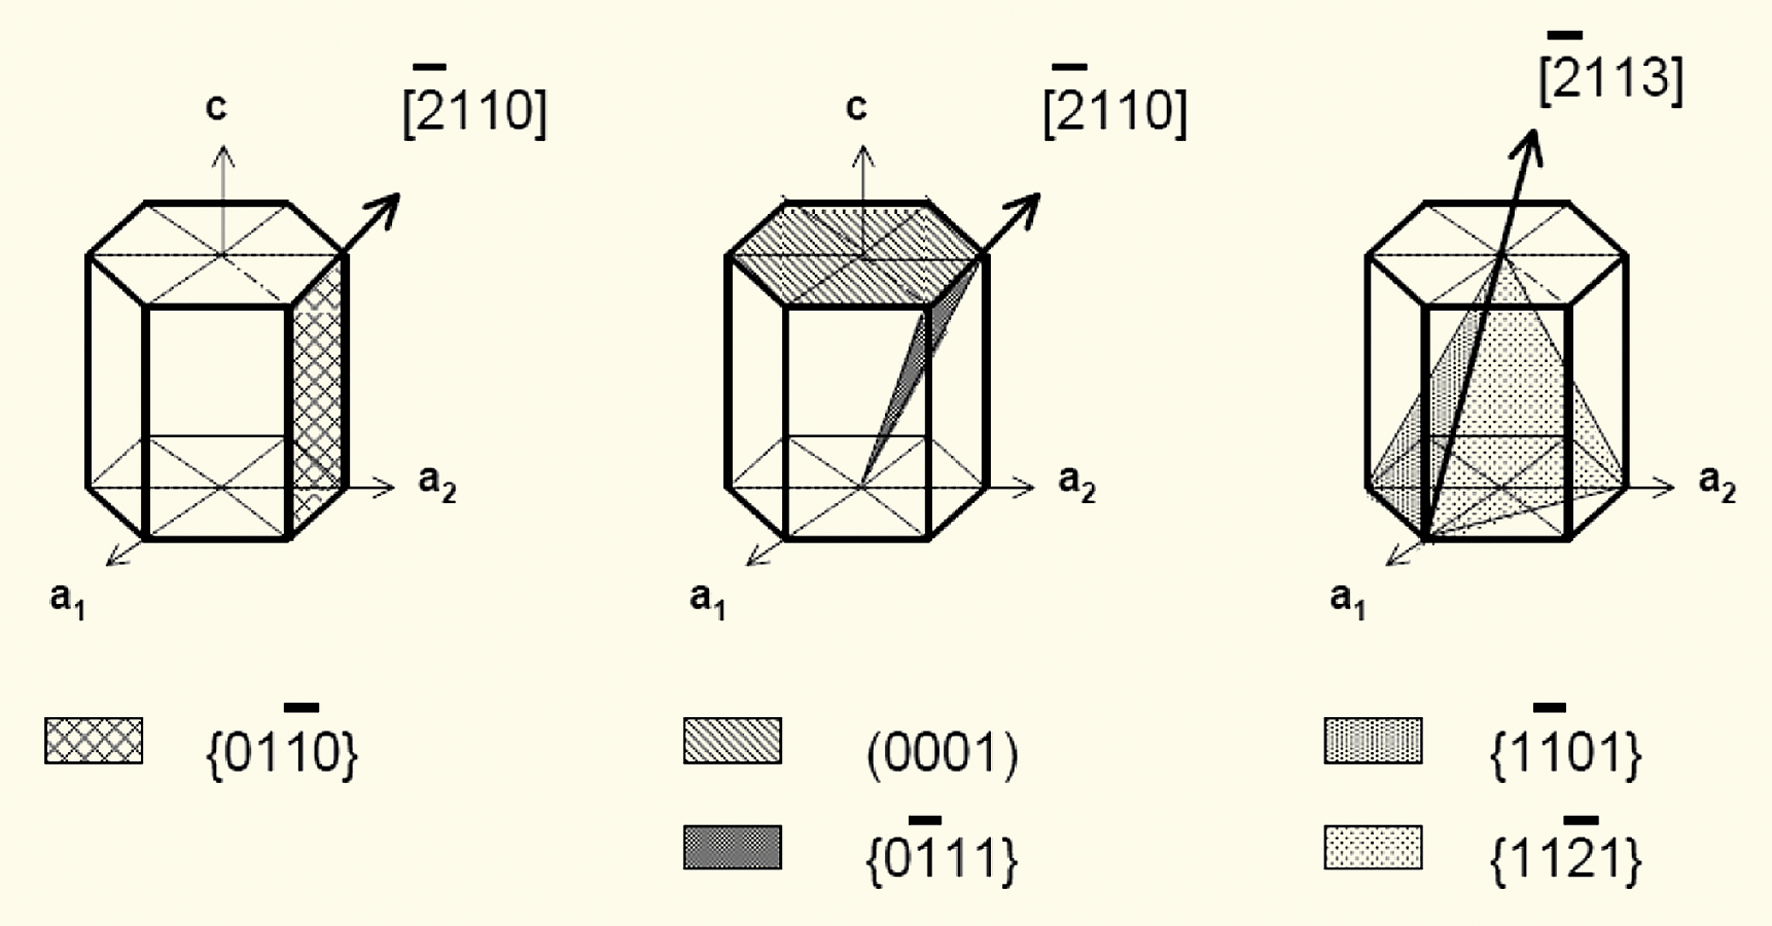 [2̅113]
[2̅110]
[2̅110]
c
c
a₂
a₂
a₂
a₁
a₁
a₁
{011̅0}
(0001)
{11̅01}
{01̅11}
{112̅1}